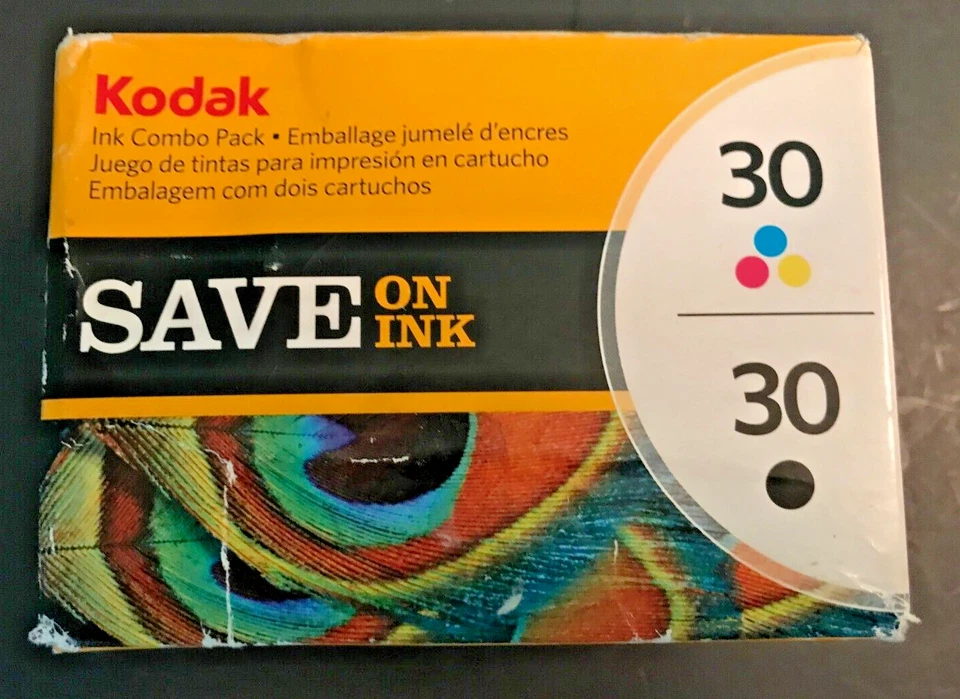 Kodak
Ink Combo Pack • Emballage jumelé d'encres
Juego de tintas para impresión en cartucho
Embalagem com dois cartuchos
SAVE ON INK
30
30